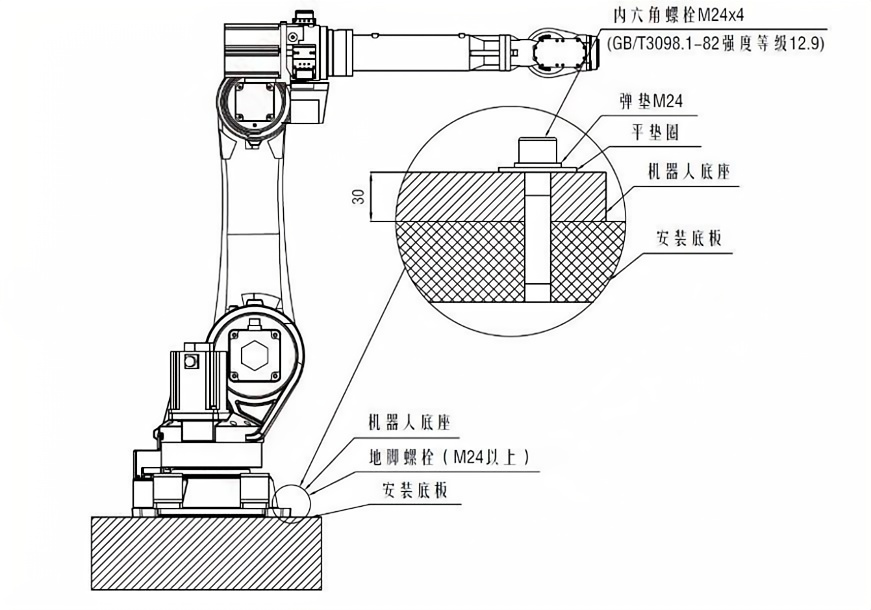 内六角螺栓M24x4
(GB/T3098.1-82强度等级12.9)
弹垫M24
平垫圈
机器人底座
30
安装底板
机器人底座
地脚螺栓(M24以上)
安装底板